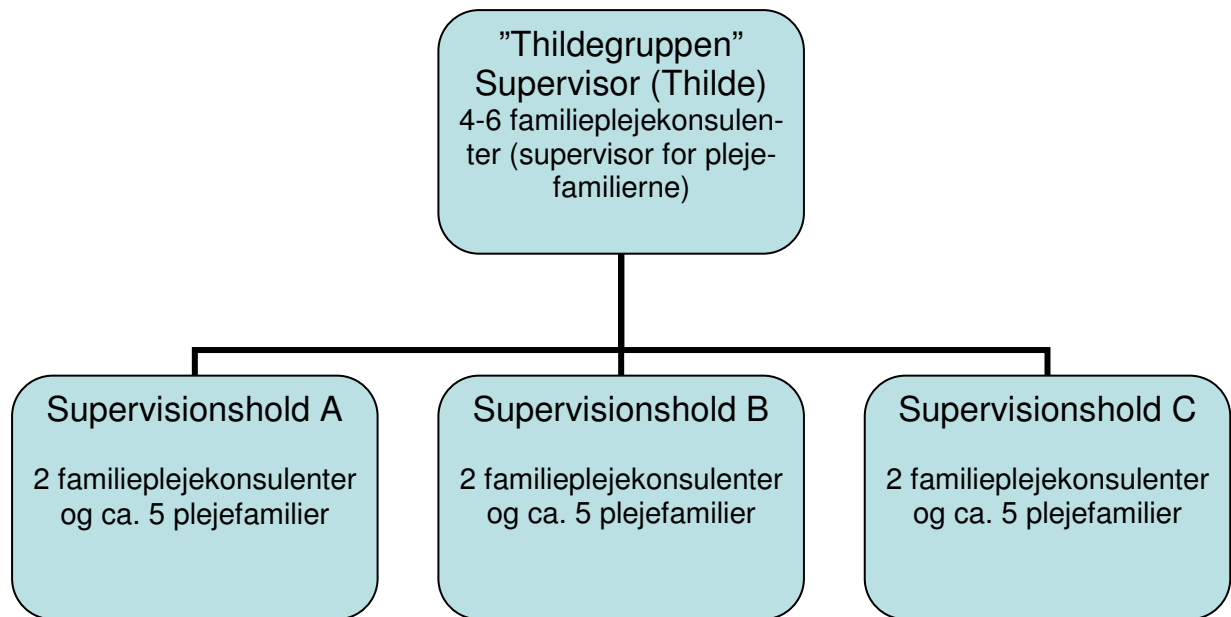 ”Thildegruppen”
Supervisor (Thilde)
4-6 familieplejekonsulen-
ter (supervisor for pleje-
familierne)
Supervisionshold A
2 familieplejekonsulenter
og ca. 5 plejefamilier
Supervisionshold B
2 familieplejekonsulenter
og ca. 5 plejefamilier
Supervisionshold C
2 familieplejekonsulenter
og ca. 5 plejefamilier